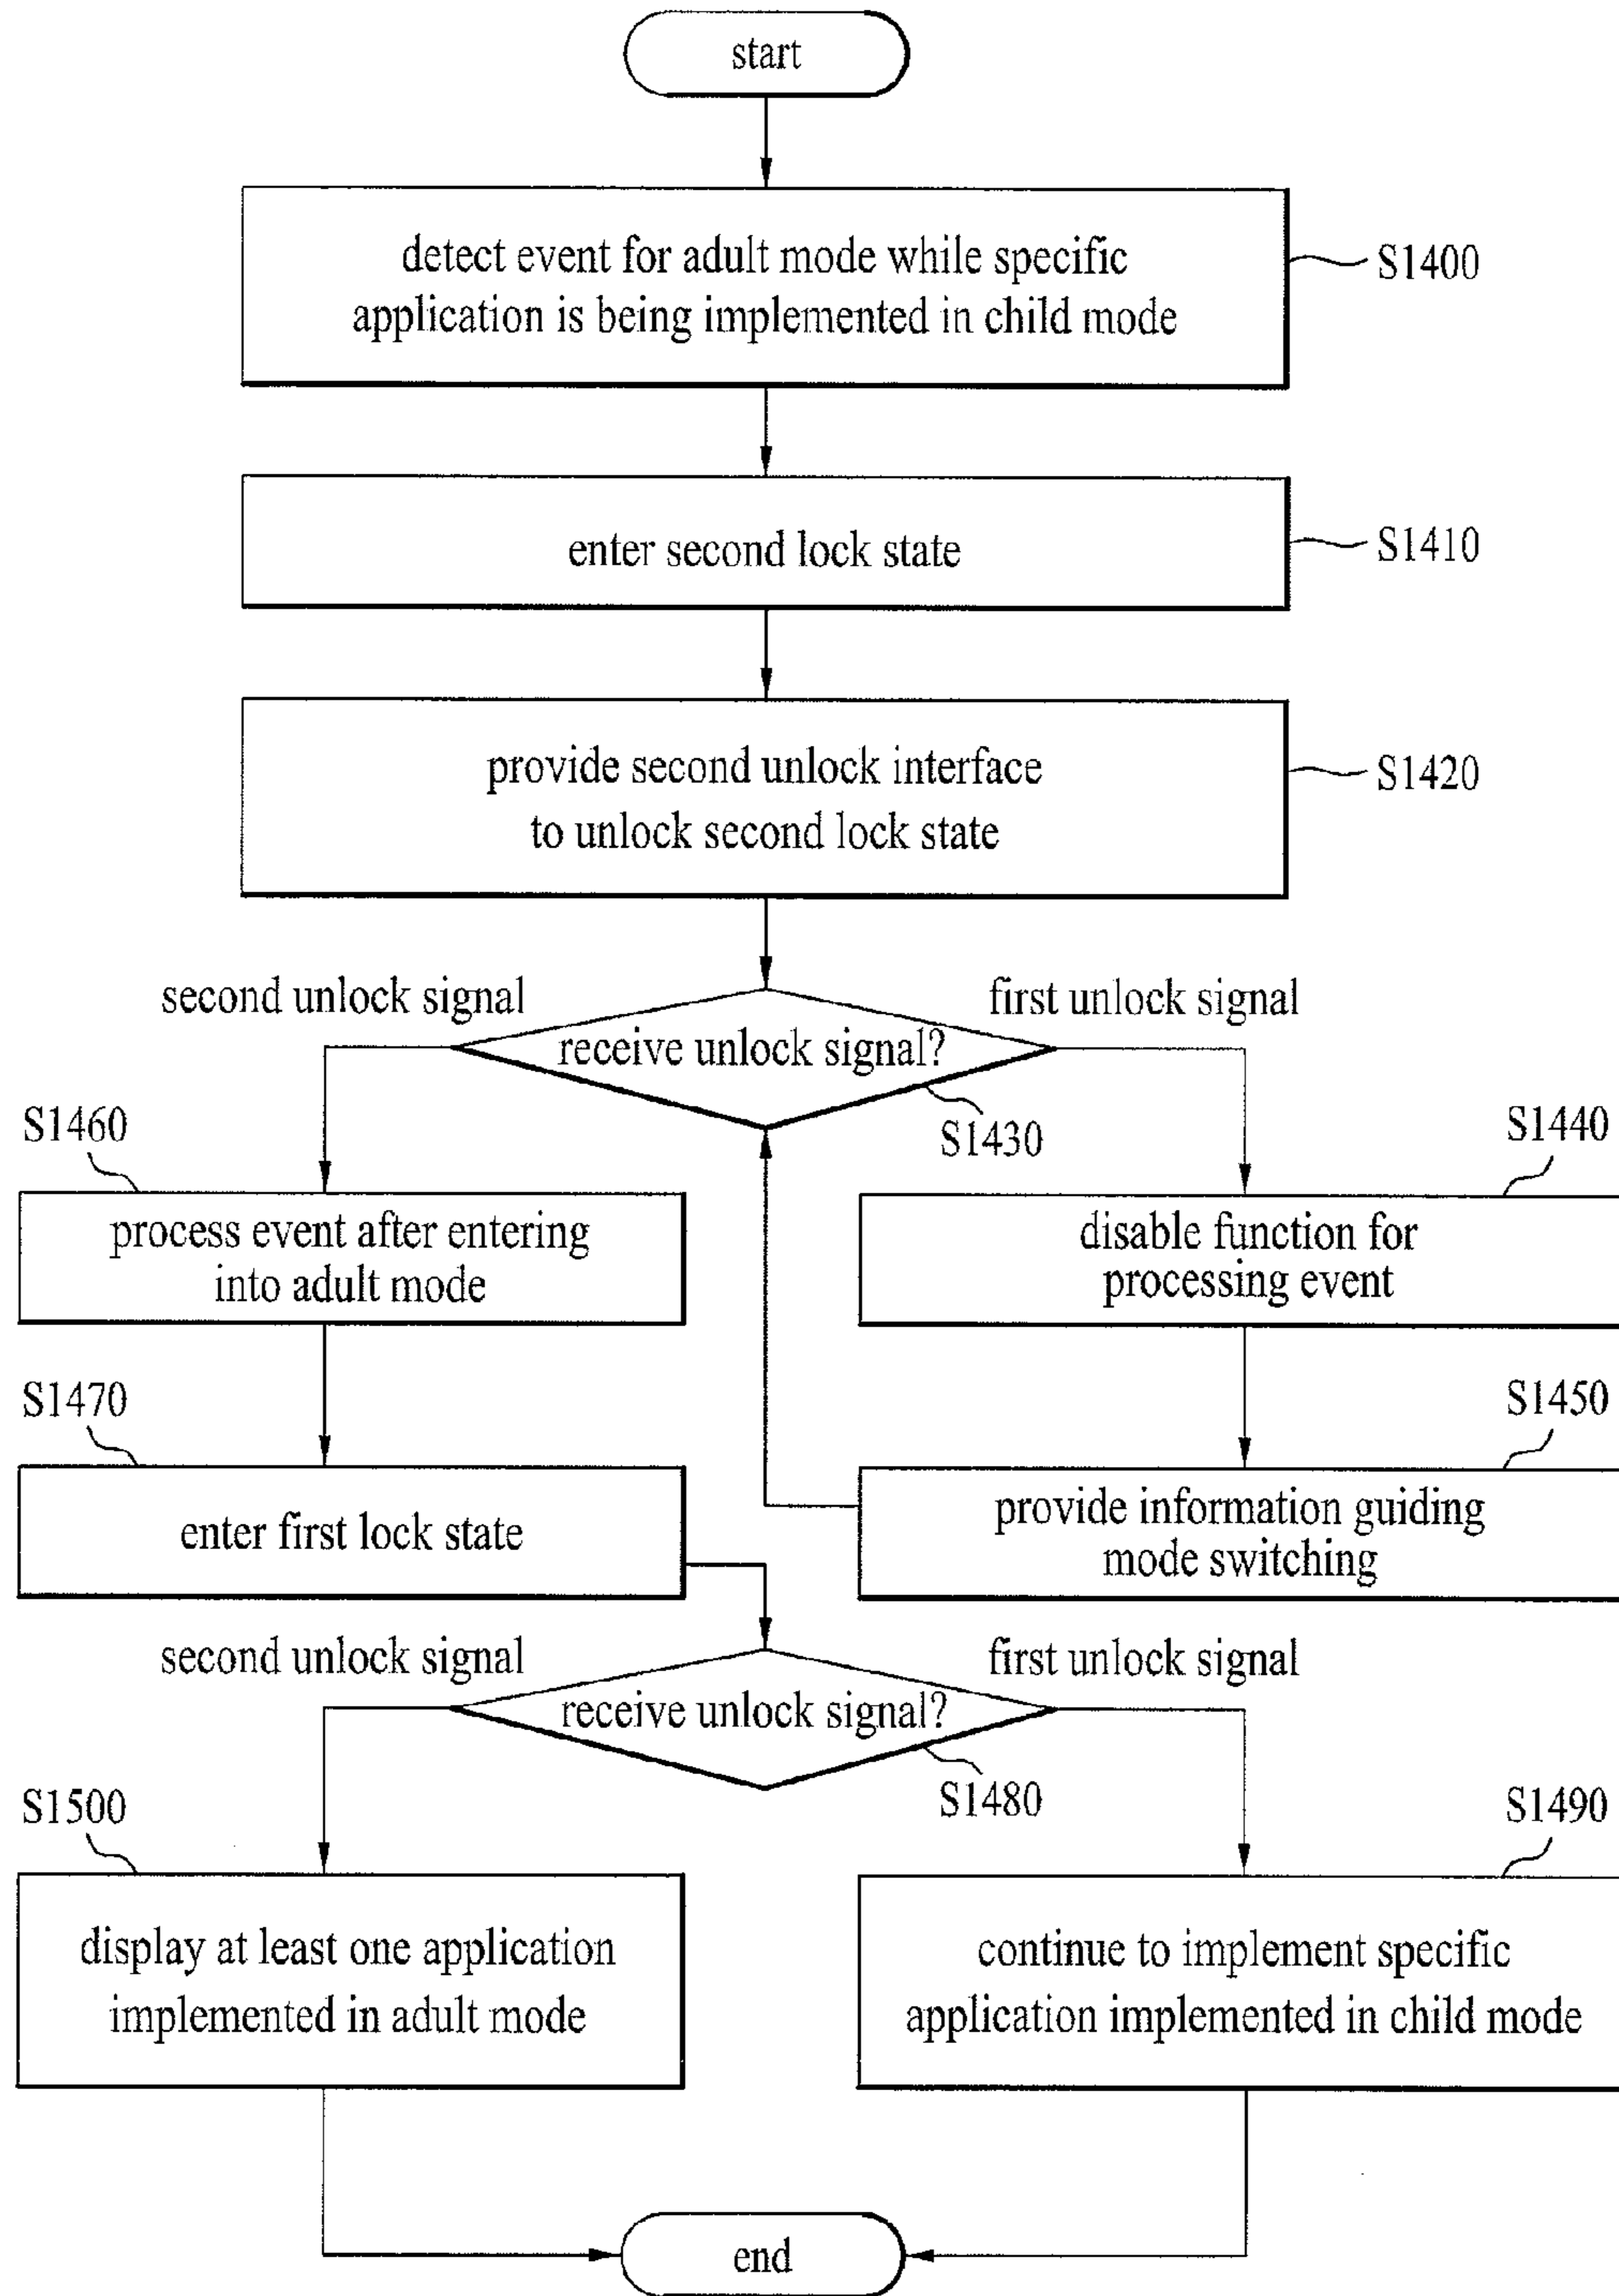 start
detect event for adult mode while specific
application is being implemented in child mode
S1400
enter second lock state
S1410
provide second unlock interface
to unlock second lock state
S1420
second unlock signal
first unlock signal
receive unlock signal?
S1430
S1460
S1440
process event after entering
into adult mode
disable function for
processing event
S1470
S1450
enter first lock state
provide information guiding
mode switching
second unlock signal
first unlock signal
receive unlock signal?
S1480
S1500
S1490
display at least one application
implemented in adult mode
continue to implement specific
application implemented in child mode
end